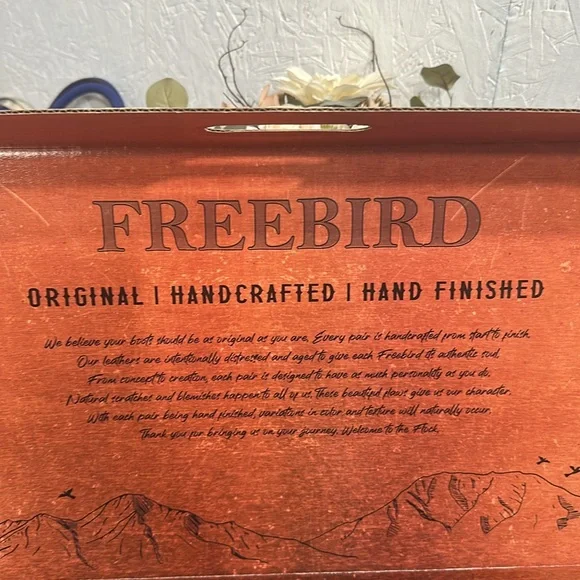 FREEBIRD
ORIGINAL | HANDCRAFTED | HAND FINISHED
We believe your boots should be as original as you are. Every pair is handcrafted from start to finish.
Our leathers are intentionally distressed and aged to give each Freebird its authentic soul.
From concept to creation, each pair is designed to have as much personality as you do.
Natural scratches and blemishes happen to all of us, these beautiful flaws give us our character.
With each pair being hand finished, variations in color and texture will naturally occur.
Thank you for bringing us on your journey. Welcome to the Flock.